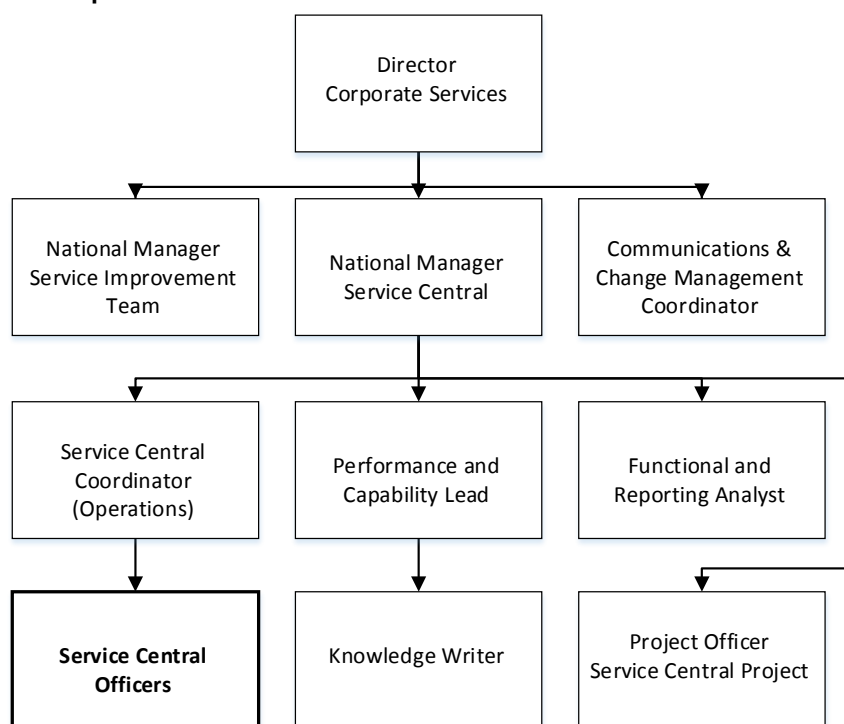 Director
Corporate Services
National Manager
Service Improvement
Team
National Manager
Service Central
Communications &
Change Management
Coordinator
Service Central
Coordinator
(Operations)
Performance and
Capability Lead
Functional and
Reporting Analyst
Service Central
Officers
Knowledge Writer
Project Officer
Service Central Project